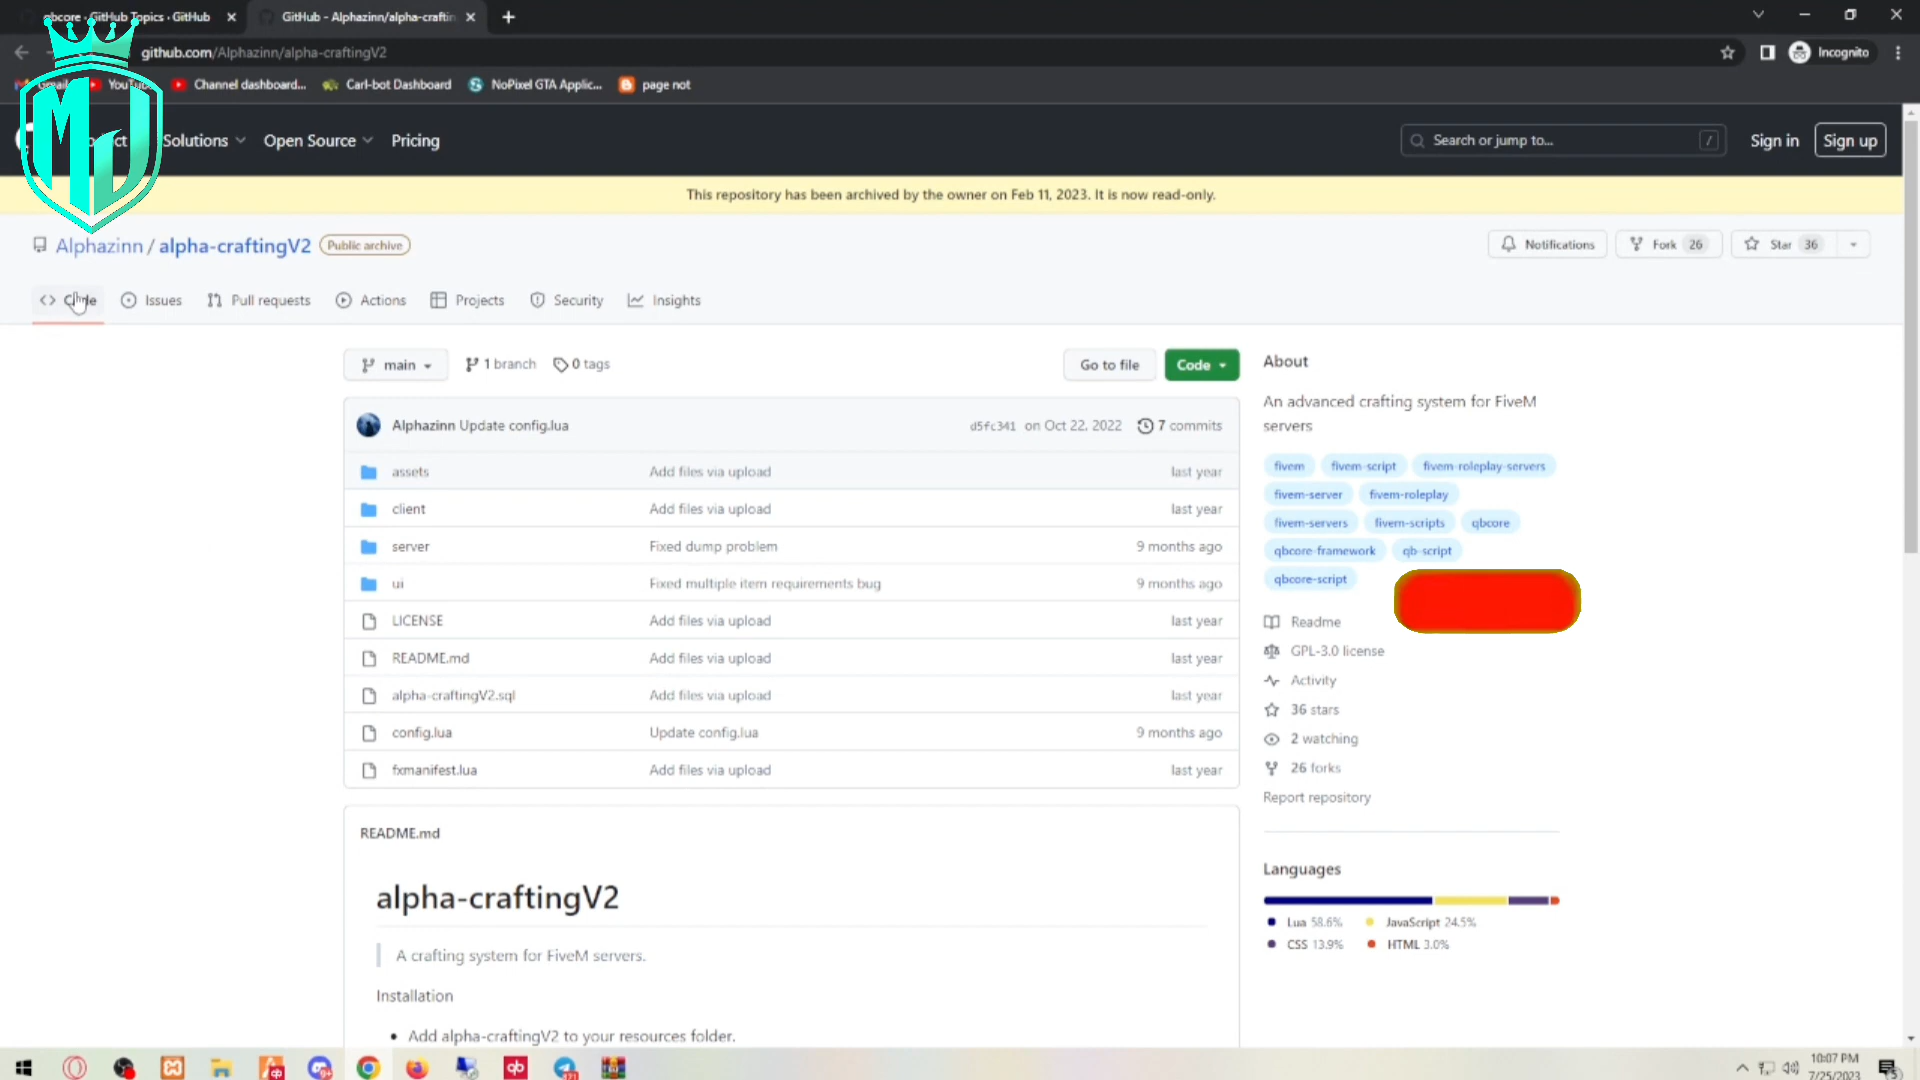 qbcore · GitHub Topics · GitHub
GitHub - Alphazinn/alpha-craftin
github.com/Alphazinn/alpha-craftingV2
Incognito
Gmail
Channel dashboard...
Carl-bot Dashboard
NoPixel GTA Applic...
page not
MJ
Solutions
Open Source
Pricing
Search or jump to...
/
Sign in
Sign up
This repository has been archived by the owner on Feb 11, 2023. It is now read-only.
Alphazinn / alpha-craftingV2
Public archive
Notifications
Fork 26
Star 36
Code
Issues
Pull requests
Actions
Projects
Security
Insights
main
1 branch
0 tags
Go to file
Code
Alphazinn Update config.lua
d5fc341 on Oct 22, 2022
7 commits
assets Add files via upload last year
client Add files via upload last year
server Fixed dump problem 9 months ago
ui Fixed multiple item requirements bug 9 months ago
LICENSE Add files via upload last year
README.md Add files via upload last year
alpha-craftingV2.sql Add files via upload last year
config.lua Update config.lua 9 months ago
fxmanifest.lua Add files via upload last year
README.md
alpha-craftingV2
A crafting system for FiveM servers.
Installation
• Add alpha-craftingV2 to your resources folder.
About
An advanced crafting system for FiveM
servers
fivem fivem-script fivem-roleplay-servers
fivem-server fivem-roleplay
fivem-servers fivem-scripts qbcore
qbcore-framework qb-script
qbcore-script
Readme
GPL-3.0 license
Activity
36 stars
2 watching
26 forks
Report repository
Languages
Lua 58.6% JavaScript 24.5%
CSS 13.9% HTML 3.0%
10:07 PM
7/25/2023